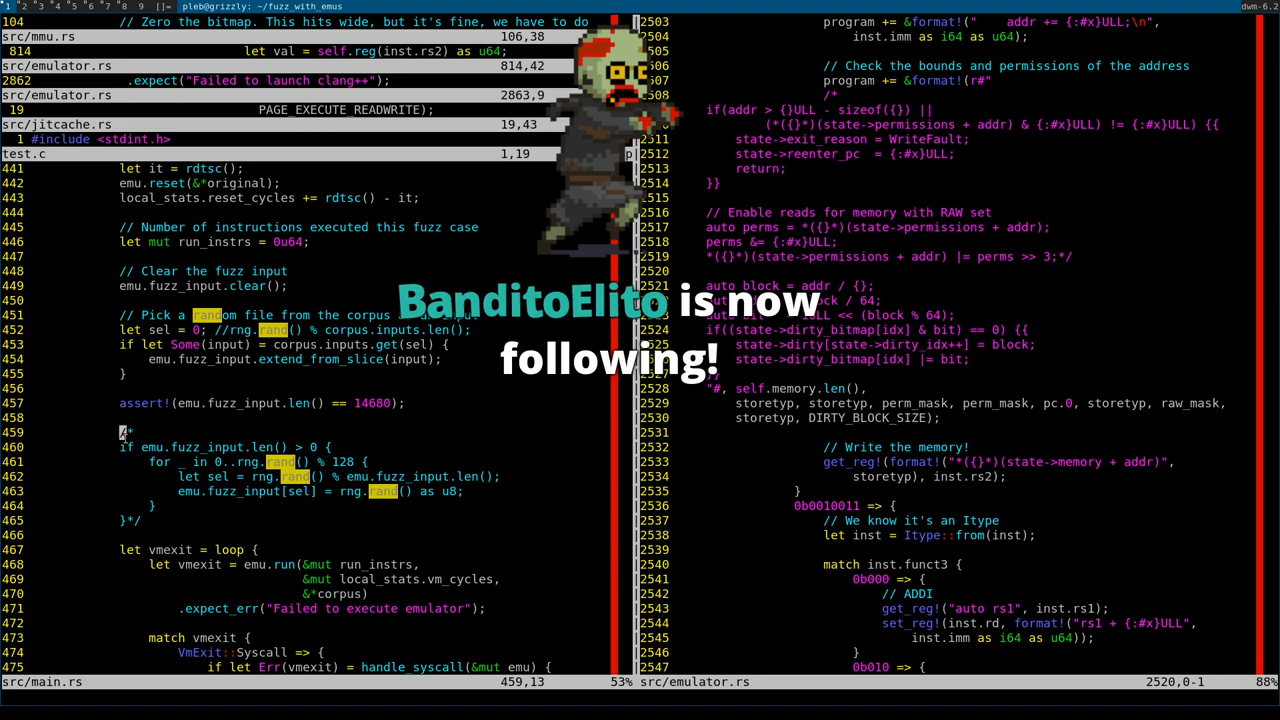 1 2 3 4 5 6 7 8 9 []= pleb@grizzly: ~/fuzz_with_emus dwm-6.2
104 // Zero the bitmap. This hits wide, but it's fine, we have to do
src/mmu.rs 106,38
814 let val = self.reg(inst.rs2) as u64;
src/emulator.rs 814,42
2862 .expect("Failed to launch clang++");
src/emulator.rs 2863,9
19 PAGE_EXECUTE_READWRITE);
src/jitcache.rs 19,43
1 #include <stdint.h>
test.c 1,19
441 let it = rdtsc();
442 emu.reset(&*original);
443 local_stats.reset_cycles += rdtsc() - it;
444
445 // Number of instructions executed this fuzz case
446 let mut run_instrs = 0u64;
447
448 // Clear the fuzz input
449 emu.fuzz_input.clear();
450
451 // Pick a random file from the corpus
452 let sel = 0; //rng.rand() % corpus.inputs.len();
453 if let Some(input) = corpus.inputs.get(sel) {
454 emu.fuzz_input.extend_from_slice(input);
455 }
456
457 assert!(emu.fuzz_input.len() == 14680);
458
459 /*
460 if emu.fuzz_input.len() > 0 {
461 for _ in 0..rng.rand() % 128 {
462 let sel = rng.rand() % emu.fuzz_input.len();
463 emu.fuzz_input[sel] = rng.rand() as u8;
464 }
465 }*/
466
467 let vmexit = loop {
468 let vmexit = emu.run(&mut run_instrs,
469 &mut local_stats.vm_cycles,
470 &*corpus)
471 .expect_err("Failed to execute emulator");
472
473 match vmexit {
474 VmExit::Syscall => {
475 if let Err(vmexit) = handle_syscall(&mut emu) {
src/main.rs 459,13 53%
2503 program += &format!(" addr += {:#x}ULL;\n",
2504 inst.imm as i64 as u64);
2505
2506 // Check the bounds and permissions of the address
2507 program += &format!(r#"
2508 /*
if(addr > {}ULL - sizeof({}) ||
(*({}*)(state->permissions + addr) & {:#x}ULL) != {:#x}ULL) {{
2511 state->exit_reason = WriteFault;
2512 state->reenter_pc = {:#x}ULL;
2513 return;
2514 }}
2515
2516 // Enable reads for memory with RAW set
2517 auto perms = *({}*)(state->permissions + addr);
2518 perms &= {:#x}ULL;
2519 *({}*)(state->permissions + addr) |= perms >> 3;*/
2520
2521 auto block = addr / {};
2522 block / 64;
2523 ULL << (block % 64);
2524 if((state->dirty_bitmap[idx] & bit) == 0) {{
2525 state->dirty[state->dirty_idx++] = block;
2526 state->dirty_bitmap[idx] |= bit;
2527 }}
2528 "#, self.memory.len(),
2529 storetyp, storetyp, perm_mask, perm_mask, pc.0, storetyp, raw_mask,
2530 storetyp, DIRTY_BLOCK_SIZE);
2531
2532 // Write the memory!
2533 get_reg!(format!("*({}*)(state->memory + addr)",
2534 storetyp), inst.rs2);
2535 }
2536 0b0010011 => {
2537 // We know it's an Itype
2538 let inst = Itype::from(inst);
2539
2540 match inst.funct3 {
2541 0b000 => {
2542 // ADDI
2543 get_reg!("auto rs1", inst.rs1);
2544 set_reg!(inst.rd, format!("rs1 + {:#x}ULL",
2545 inst.imm as i64 as u64));
2546 }
2547 0b010 => {
src/emulator.rs 2520,0-1 88%
BanditoElito is now
following!